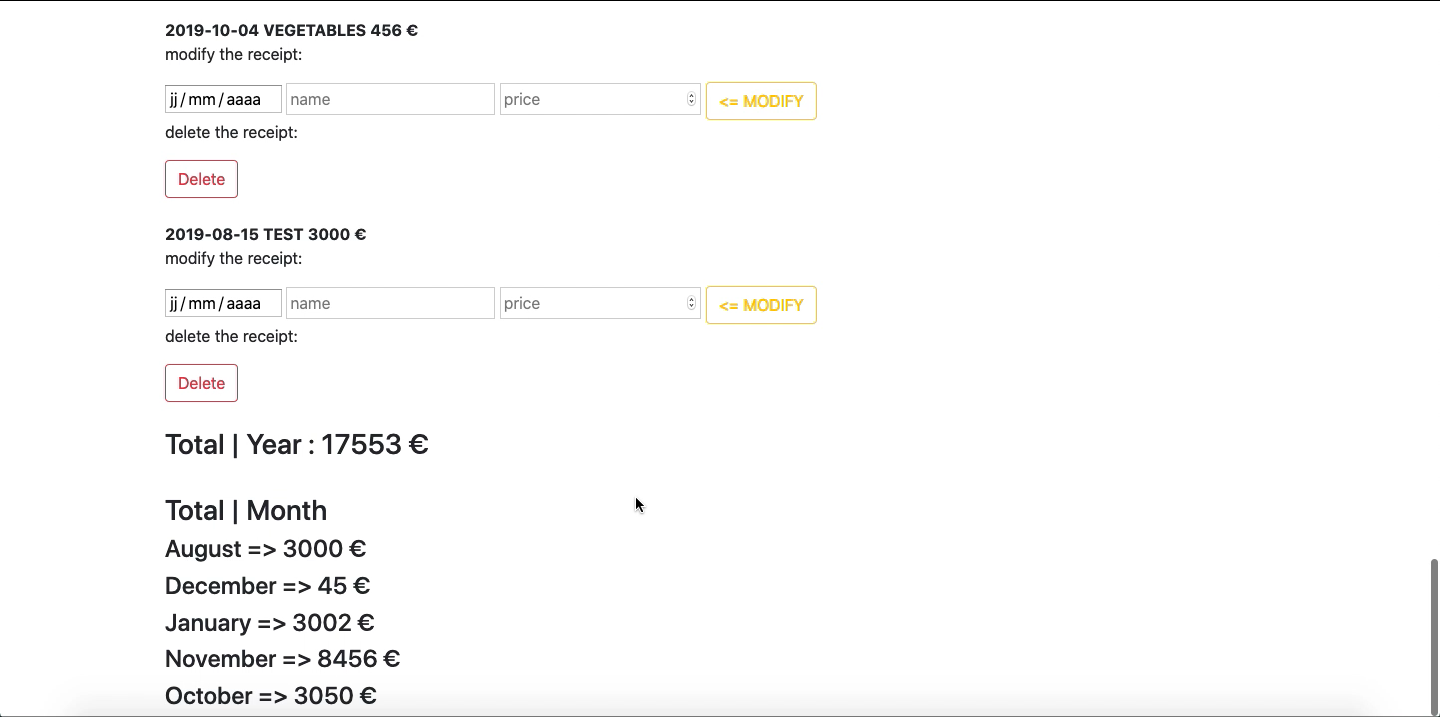 2019-10-04 VEGETABLES 456 €
modify the receipt:
jj/mm/aaaa name price <= MODIFY
delete the receipt:
Delete
2019-08-15 TEST 3000 €
modify the receipt:
jj/mm/aaaa name price <= MODIFY
delete the receipt:
Delete
Total | Year : 17553 €
Total | Month
August => 3000 €
December => 45 €
January => 3002 €
November => 8456 €
October => 3050 €